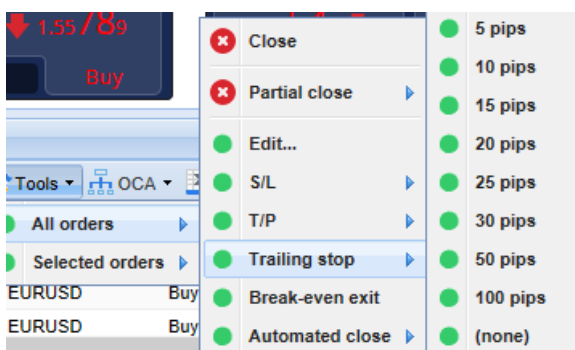 1.55789
Buy
Tools
OCA
All orders
Selected orders
EURUSD Buy
EURUSD Buy
Close
Partial close
Edit...
S/L
T/P
Trailing stop
Break-even exit
Automated close
5 pips
10 pips
15 pips
20 pips
25 pips
30 pips
50 pips
100 pips
(none)